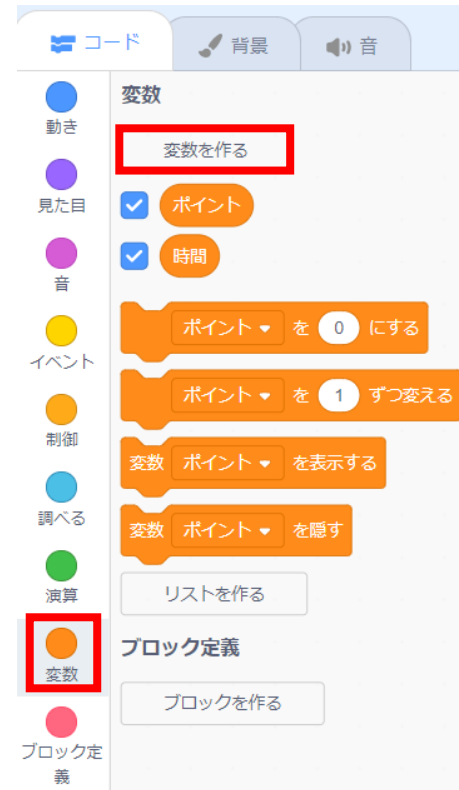 コード
背景
音
動き
見た目
音
イベント
制御
調べる
演算
変数
ブロック定
義
変数
変数を作る
ポイント
時間
ポイント を 0 にする
ポイント を 1 ずつ変える
変数 ポイント を表示する
変数 ポイント を隠す
リストを作る
ブロック定義
ブロックを作る